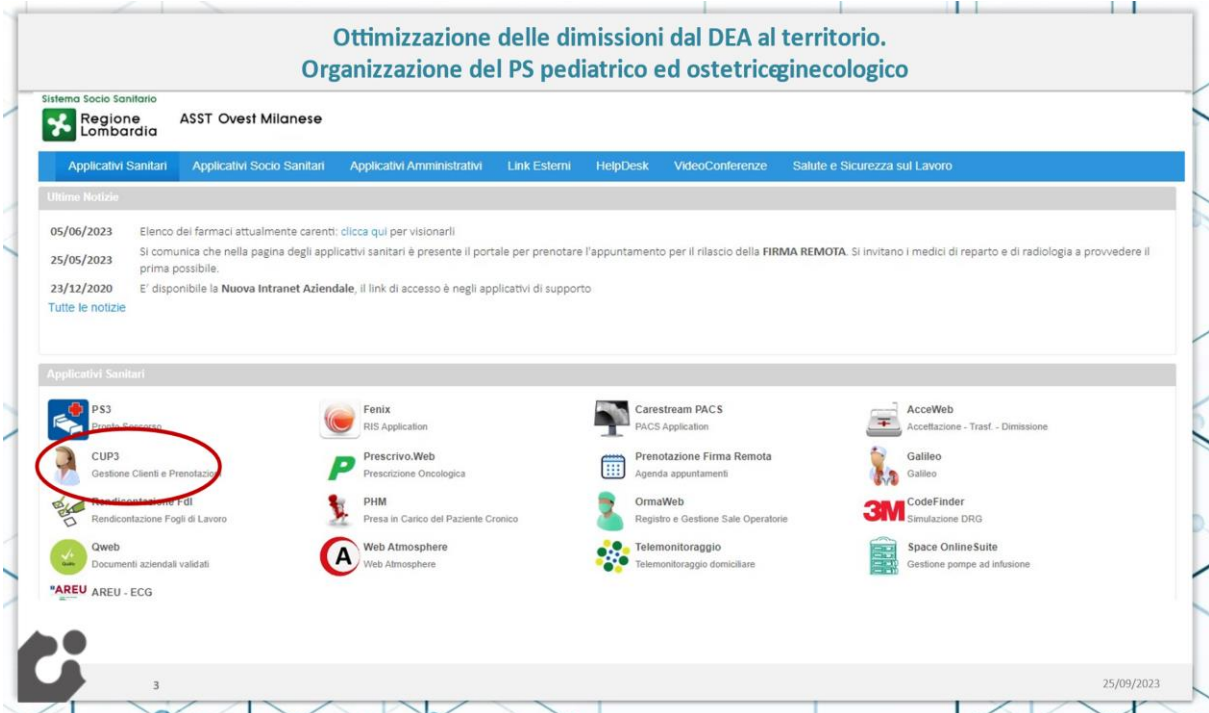 Ottimizzazione delle dimissioni dal DEA al territorio.
Organizzazione del PS pediatrico ed ostetricoginecologico
Sistema Socio Sanitario
Regione
Lombardia
ASST Ovest Milanese
Applicativi Sanitari Applicativi Socio Sanitari Applicativi Amministrativi Link Esterni HelpDesk VideoConferenze Salute e Sicurezza sul Lavoro
Ultime Notizie
05/06/2023 Elenco dei farmaci attualmente carenti: clicca qui per visionarli
25/05/2023 Si comunica che nella pagina degli applicativi sanitari è presente il portale per prenotare l'appuntamento per il rilascio della FIRMA REMOTA. Si invitano i medici di reparto e di radiologia a provvedere il
prima possibile.
23/12/2020 E' disponibile la Nuova Intranet Aziendale, il link di accesso è negli applicativi di supporto
Tutte le notizie
Applicativi Sanitari
PS3 Fenix Carestream PACS AcceWeb
Pronto Soccorso RIS Application PACS Application Accettazione - Trasf. - Dimissione
CUP3 Prescrivo.Web Prenotazione Firma Remota Galileo
Gestione Clienti e Prenotazioni Prescrizione Oncologica Agenda appuntamenti Galileo
Rendicontazione FdI PHM OrmaWeb 3M CodeFinder
Rendicontazione Fogli di Lavoro Presa in Carico del Paziente Cronico Registro e Gestione Sale Operatorie Simulazione DRG
Qweb Web Atmosphere Telemonitoraggio Space OnlineSuite
Documenti aziendali validati Web Atmosphere Telemonitoraggio domiciliare Gestione pompe ad infusione
AREU AREU - ECG
3
25/09/2023